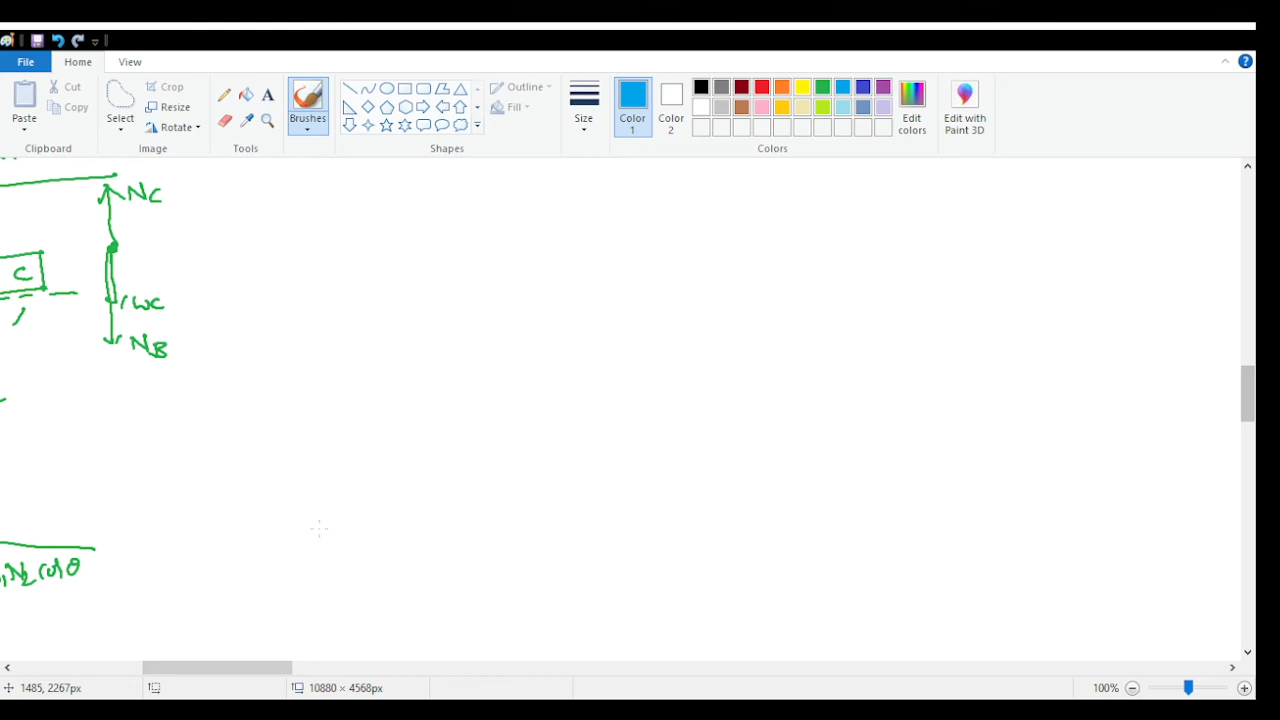 File Home View
Cut
Copy
Paste
Clipboard
Select
Crop
Resize
Rotate
Image
Tools
Brushes
Outline
Fill
Shapes
Size
Color
1
Color
2
Edit
colors
Colors
Edit with
Paint 3D
NC
C
WC
NB
N2 cosθ
1485, 2267px
10880 × 4568px
100%